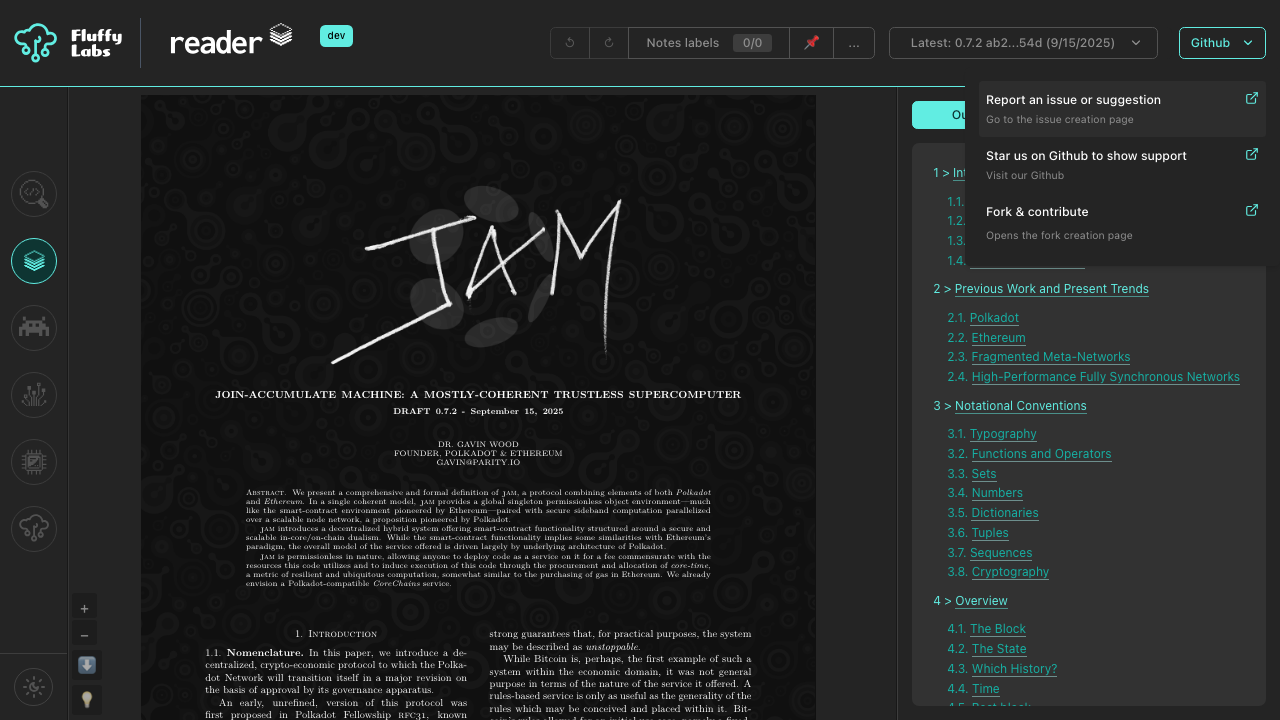 Fluffy
Labs
reader
dev
Notes labels 0/0
...
Latest: 0.7.2 ab2...54d (9/15/2025)
Github
Report an issue or suggestion
Go to the issue creation page
Star us on Github to show support
Visit our Github
Fork & contribute
Opens the fork creation page
JAM
JOIN-ACCUMULATE MACHINE: A MOSTLY-COHERENT TRUSTLESS SUPERCOMPUTER
DRAFT 0.7.2 - September 15, 2025
DR. GAVIN WOOD
FOUNDER, POLKADOT & ETHEREUM
GAVIN@PARITY.IO
Abstract. We present a comprehensive and formal definition of JAM, a protocol combining elements of both Polkadot
and Ethereum. In a single coherent model, JAM provides a global singleton permissionless object environment—much
like the smart-contract environment pioneered by Ethereum—paired with secure sideband computation parallelized
over a scalable node network, a proposition pioneered by Polkadot.
JAM introduces a decentralized hybrid system offering smart-contract functionality structured around a secure and
scalable in-core/on-chain dualism. While the smart-contract functionality implies some similarities with Ethereum's
paradigm, the overall model of the service offered is driven largely by underlying architecture of Polkadot.
JAM is permissionless in nature, allowing anyone to deploy code as a service on it for a fee commensurate with the
resources this code utilizes and to induce execution of this code through the procurement and allocation of core-time,
a metric of resilient and ubiquitous computation, somewhat similar to the purchasing of gas in Ethereum. We already
envision a Polkadot-compatible CoreChains service.
1. Introduction
1.1. Nomenclature. In this paper, we introduce a de-
centralized, crypto-economic protocol to which the Polka-
dot Network will transition itself in a major revision on
the basis of approval by its governance apparatus.
An early, unrefined, version of this protocol was
first proposed in Polkadot Fellowship RFC31, known
strong guarantees that, for practical purposes, the system
may be described as unstoppable.
While Bitcoin is, perhaps, the first example of such a
system within the economic domain, it was not general
purpose in terms of the nature of the service it offered. A
rules-based service is only as useful as the generality of the
rules which may be conceived and placed within it. Bit-
Ou
1 > Int
1.1.
1.2.
1.3.
1.4.
2 > Previous Work and Present Trends
2.1. Polkadot
2.2. Ethereum
2.3. Fragmented Meta-Networks
2.4. High-Performance Fully Synchronous Networks
3 > Notational Conventions
3.1. Typography
3.2. Functions and Operators
3.3. Sets
3.4. Numbers
3.5. Dictionaries
3.6. Tuples
3.7. Sequences
3.8. Cryptography
4 > Overview
4.1. The Block
4.2. The State
4.3. Which History?
4.4. Time
+
−